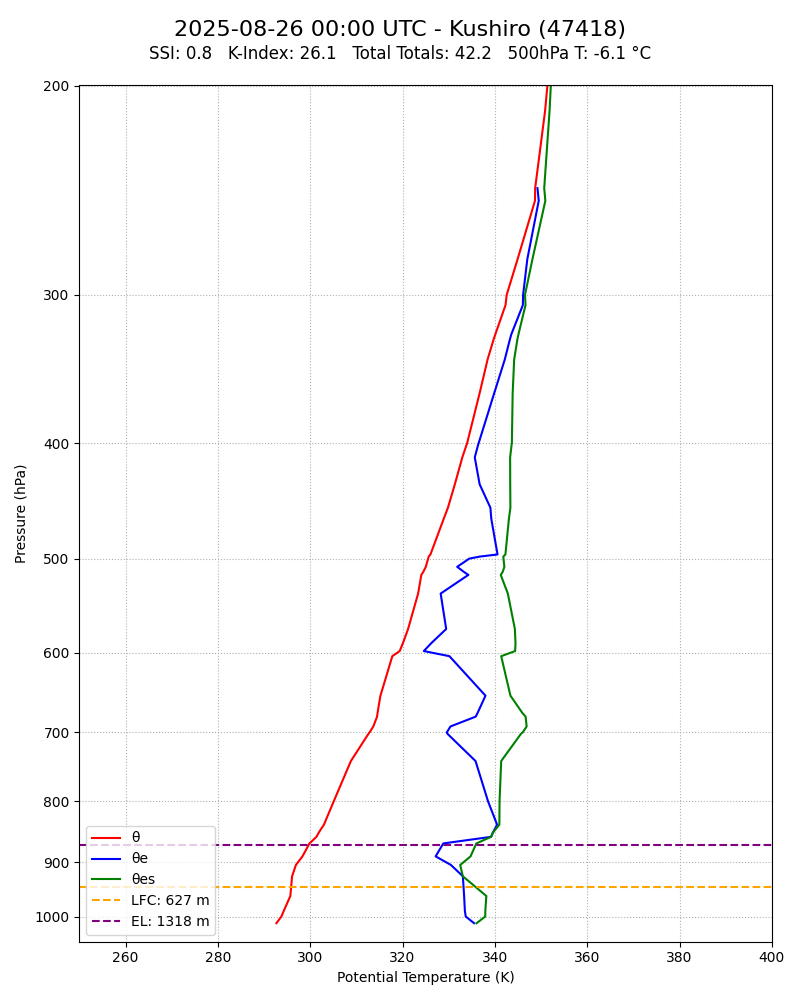 2025-08-26 00:00 UTC - Kushiro (47418)
SSI: 0.8   K-Index: 26.1   Total Totals: 42.2   500hPa T: -6.1 °C
200
300
400
500
600
700
800
900
1000
Pressure (hPa)
θ
θe
θes
LFC: 627 m
EL: 1318 m
260
280
300
320
340
360
380
400
Potential Temperature (K)